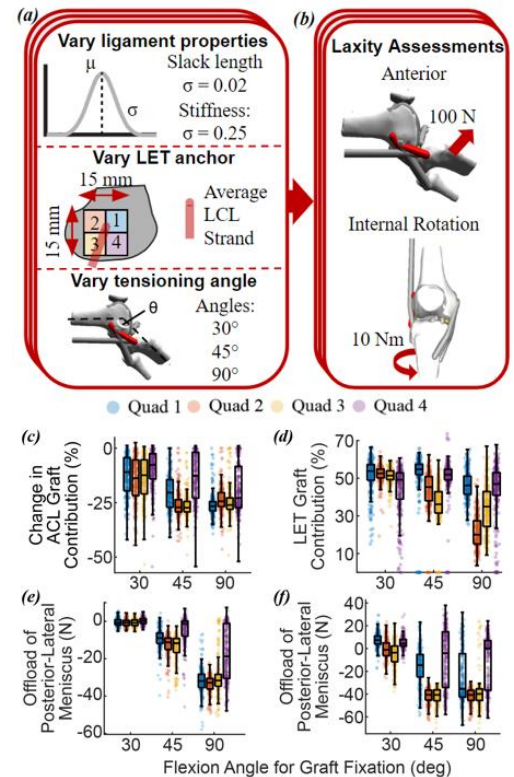 (a)
Vary ligament properties
μ
σ
Slack length
σ = 0.02
Stiffness:
σ = 0.25
Vary LET anchor
15 mm
15 mm
2 1
3 4
Average
LCL
Strand
Vary tensioning angle
θ
Angles:
30°
45°
90°
(b)
Laxity Assessments
Anterior
100 N
Internal Rotation
10 Nm
Quad 1 Quad 2 Quad 3 Quad 4
(c)
Change in
ACL Graft
Contribution (%)
0
-25
-50
30 45 90
(d)
LET Graft
Contribution (%)
70
50
30
10
30 45 90
(e)
Offload of
Posterior-Lateral
Meniscus (N)
0
-20
-40
-60
30 45 90
(f)
Offload of
Posterior-Lateral
Meniscus (N)
40
20
0
-20
-40
-60
30 45 90
Flexion Angle for Graft Fixation (deg)